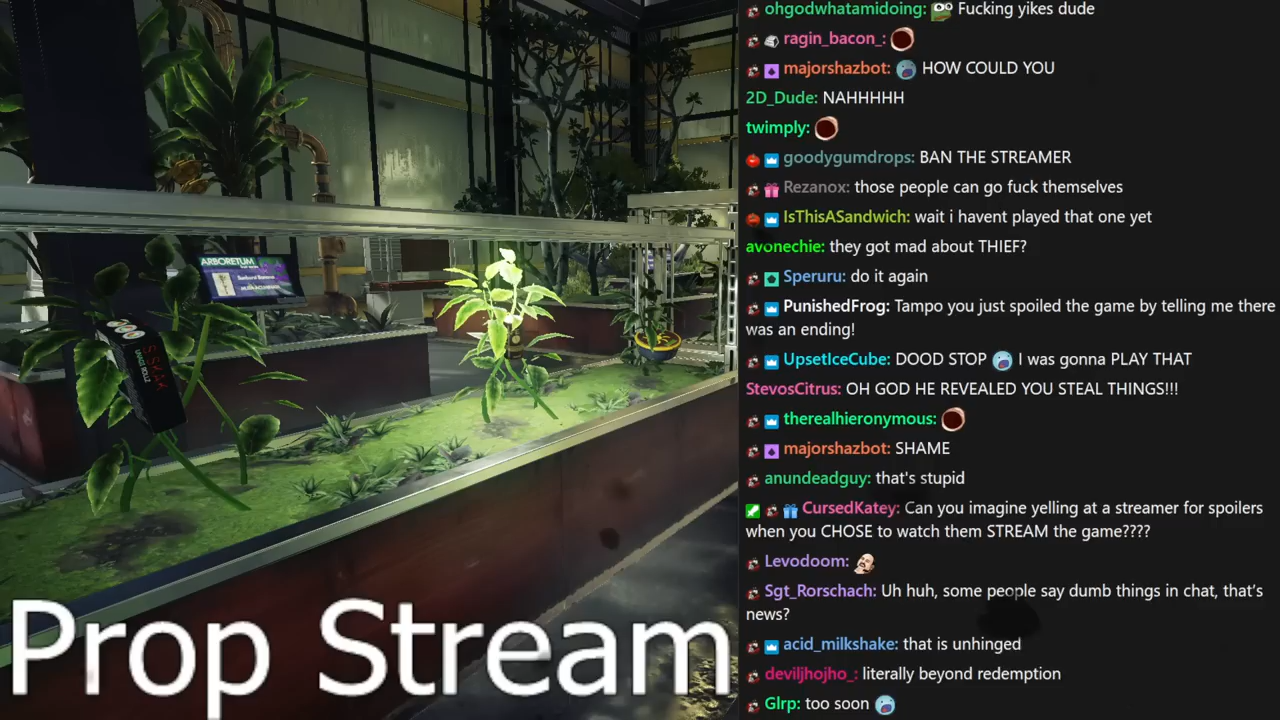 ohgodwhatamidoing: Fucking yikes dude
ragin_bacon_:
majorshazbot: HOW COULD YOU
2D_Dude: NAHHHHH
twimply:
goodygumdrops: BAN THE STREAMER
Rezanox: those people can go fuck themselves
IsThisASandwich: wait i havent played that one yet
avonechie: they got mad about THIEF?
Speruru: do it again
PunishedFrog: Tampo you just spoiled the game by telling me there
was an ending!
UpsetIceCube: DOOD STOP I was gonna PLAY THAT
StevosCitrus: OH GOD HE REVEALED YOU STEAL THINGS!!!
therealhieronymous:
majorshazbot: SHAME
anundeadguy: that's stupid
CursedKatey: Can you imagine yelling at a streamer for spoilers
when you CHOSE to watch them STREAM the game????
Levodoom:
Sgt_Rorschach: Uh huh, some people say dumb things in chat, that's
news?
acid_milkshake: that is unhinged
deviljhojho_: literally beyond redemption
Glrp: too soon
ARBORETUM
Prop Stream